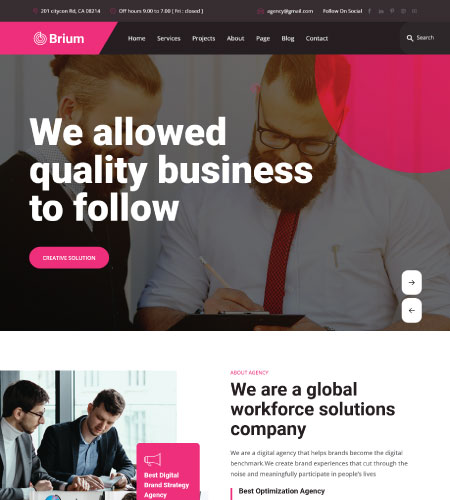 201 citycon Rd, CA 08214
Off hours 9.00 to 7.00 [ Fri : closed ]
agency@gmail.com
Follow On Social
Brium
Home
Services
Projects
About
Page
Blog
Contact
Search
We allowed
quality business
to follow
CREATIVE SOLUTION
Best Digital
Brand Strategy
Agency
ABOUT AGENCY
We are a global
workforce solutions
company
We are a digital agency that helps brands become the digital
benchmark.We create brand experiences that cut through the
noise and meaningfully participate in people's lives
Best Optimization Agency